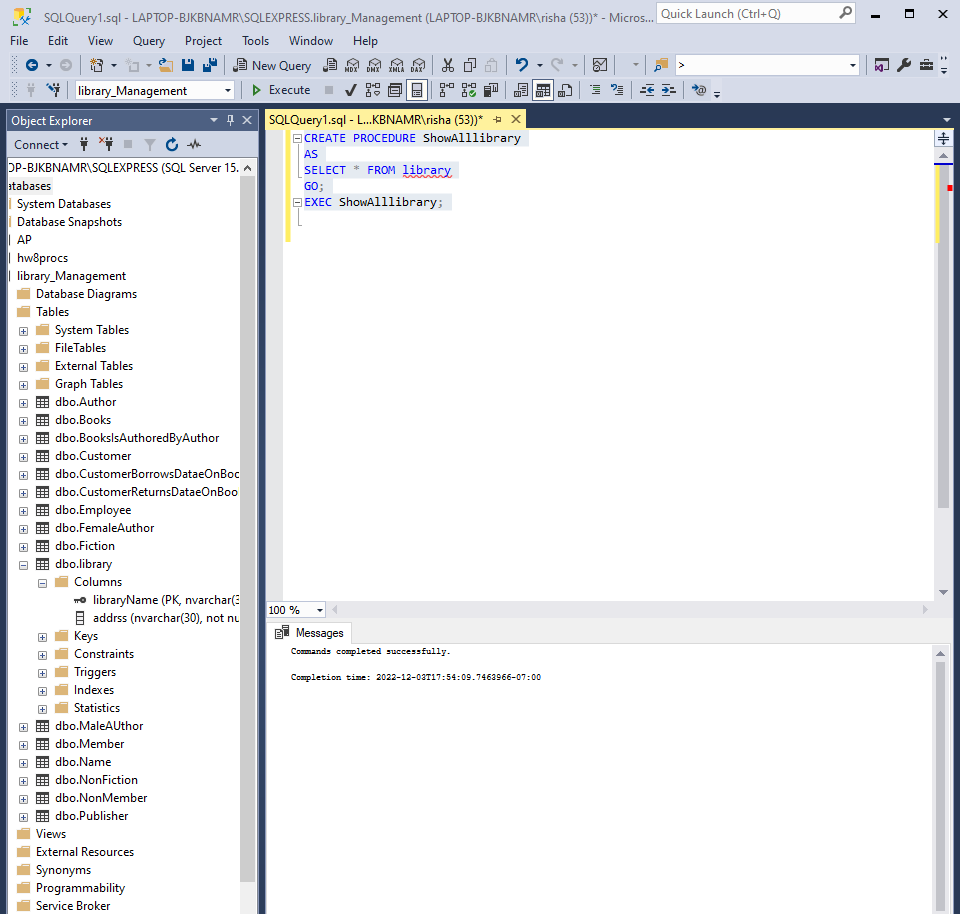 SQLQuery1.sql - LAPTOP-BJKBNAMR\SQLEXPRESS.library_Management (LAPTOP-BJKBNAMR\risha (53))* - Micros...
Quick Launch (Ctrl+Q)
File Edit View Query Project Tools Window Help
New Query
MDX DMX XMLA DAX
>
library_Management
Execute
Object Explorer
SQLQuery1.sql - L...KBNAMR\risha (53))*
Connect
OP-BJKBNAMR\SQLEXPRESS (SQL Server 15.
atabases
System Databases
Database Snapshots
AP
hw8procs
library_Management
Database Diagrams
Tables
System Tables
FileTables
External Tables
Graph Tables
dbo.Author
dbo.Books
dbo.BooksIsAuthoredByAuthor
dbo.Customer
dbo.CustomerBorrowsDataeOnBoo
dbo.CustomerReturnsDataeOnBool
dbo.Employee
dbo.FemaleAuthor
dbo.Fiction
dbo.library
Columns
libraryName (PK, nvarchar(3
addrss (nvarchar(30), not nu
Keys
Constraints
Triggers
Indexes
Statistics
dbo.MaleAUthor
dbo.Member
dbo.Name
dbo.NonFiction
dbo.NonMember
dbo.Publisher
Views
External Resources
Synonyms
Programmability
Service Broker
CREATE PROCEDURE ShowAlllibrary
AS
SELECT * FROM library
GO;
EXEC ShowAlllibrary;
100 %
Messages
Commands completed successfully.
Completion time: 2022-12-03T17:54:09.7463966-07:00